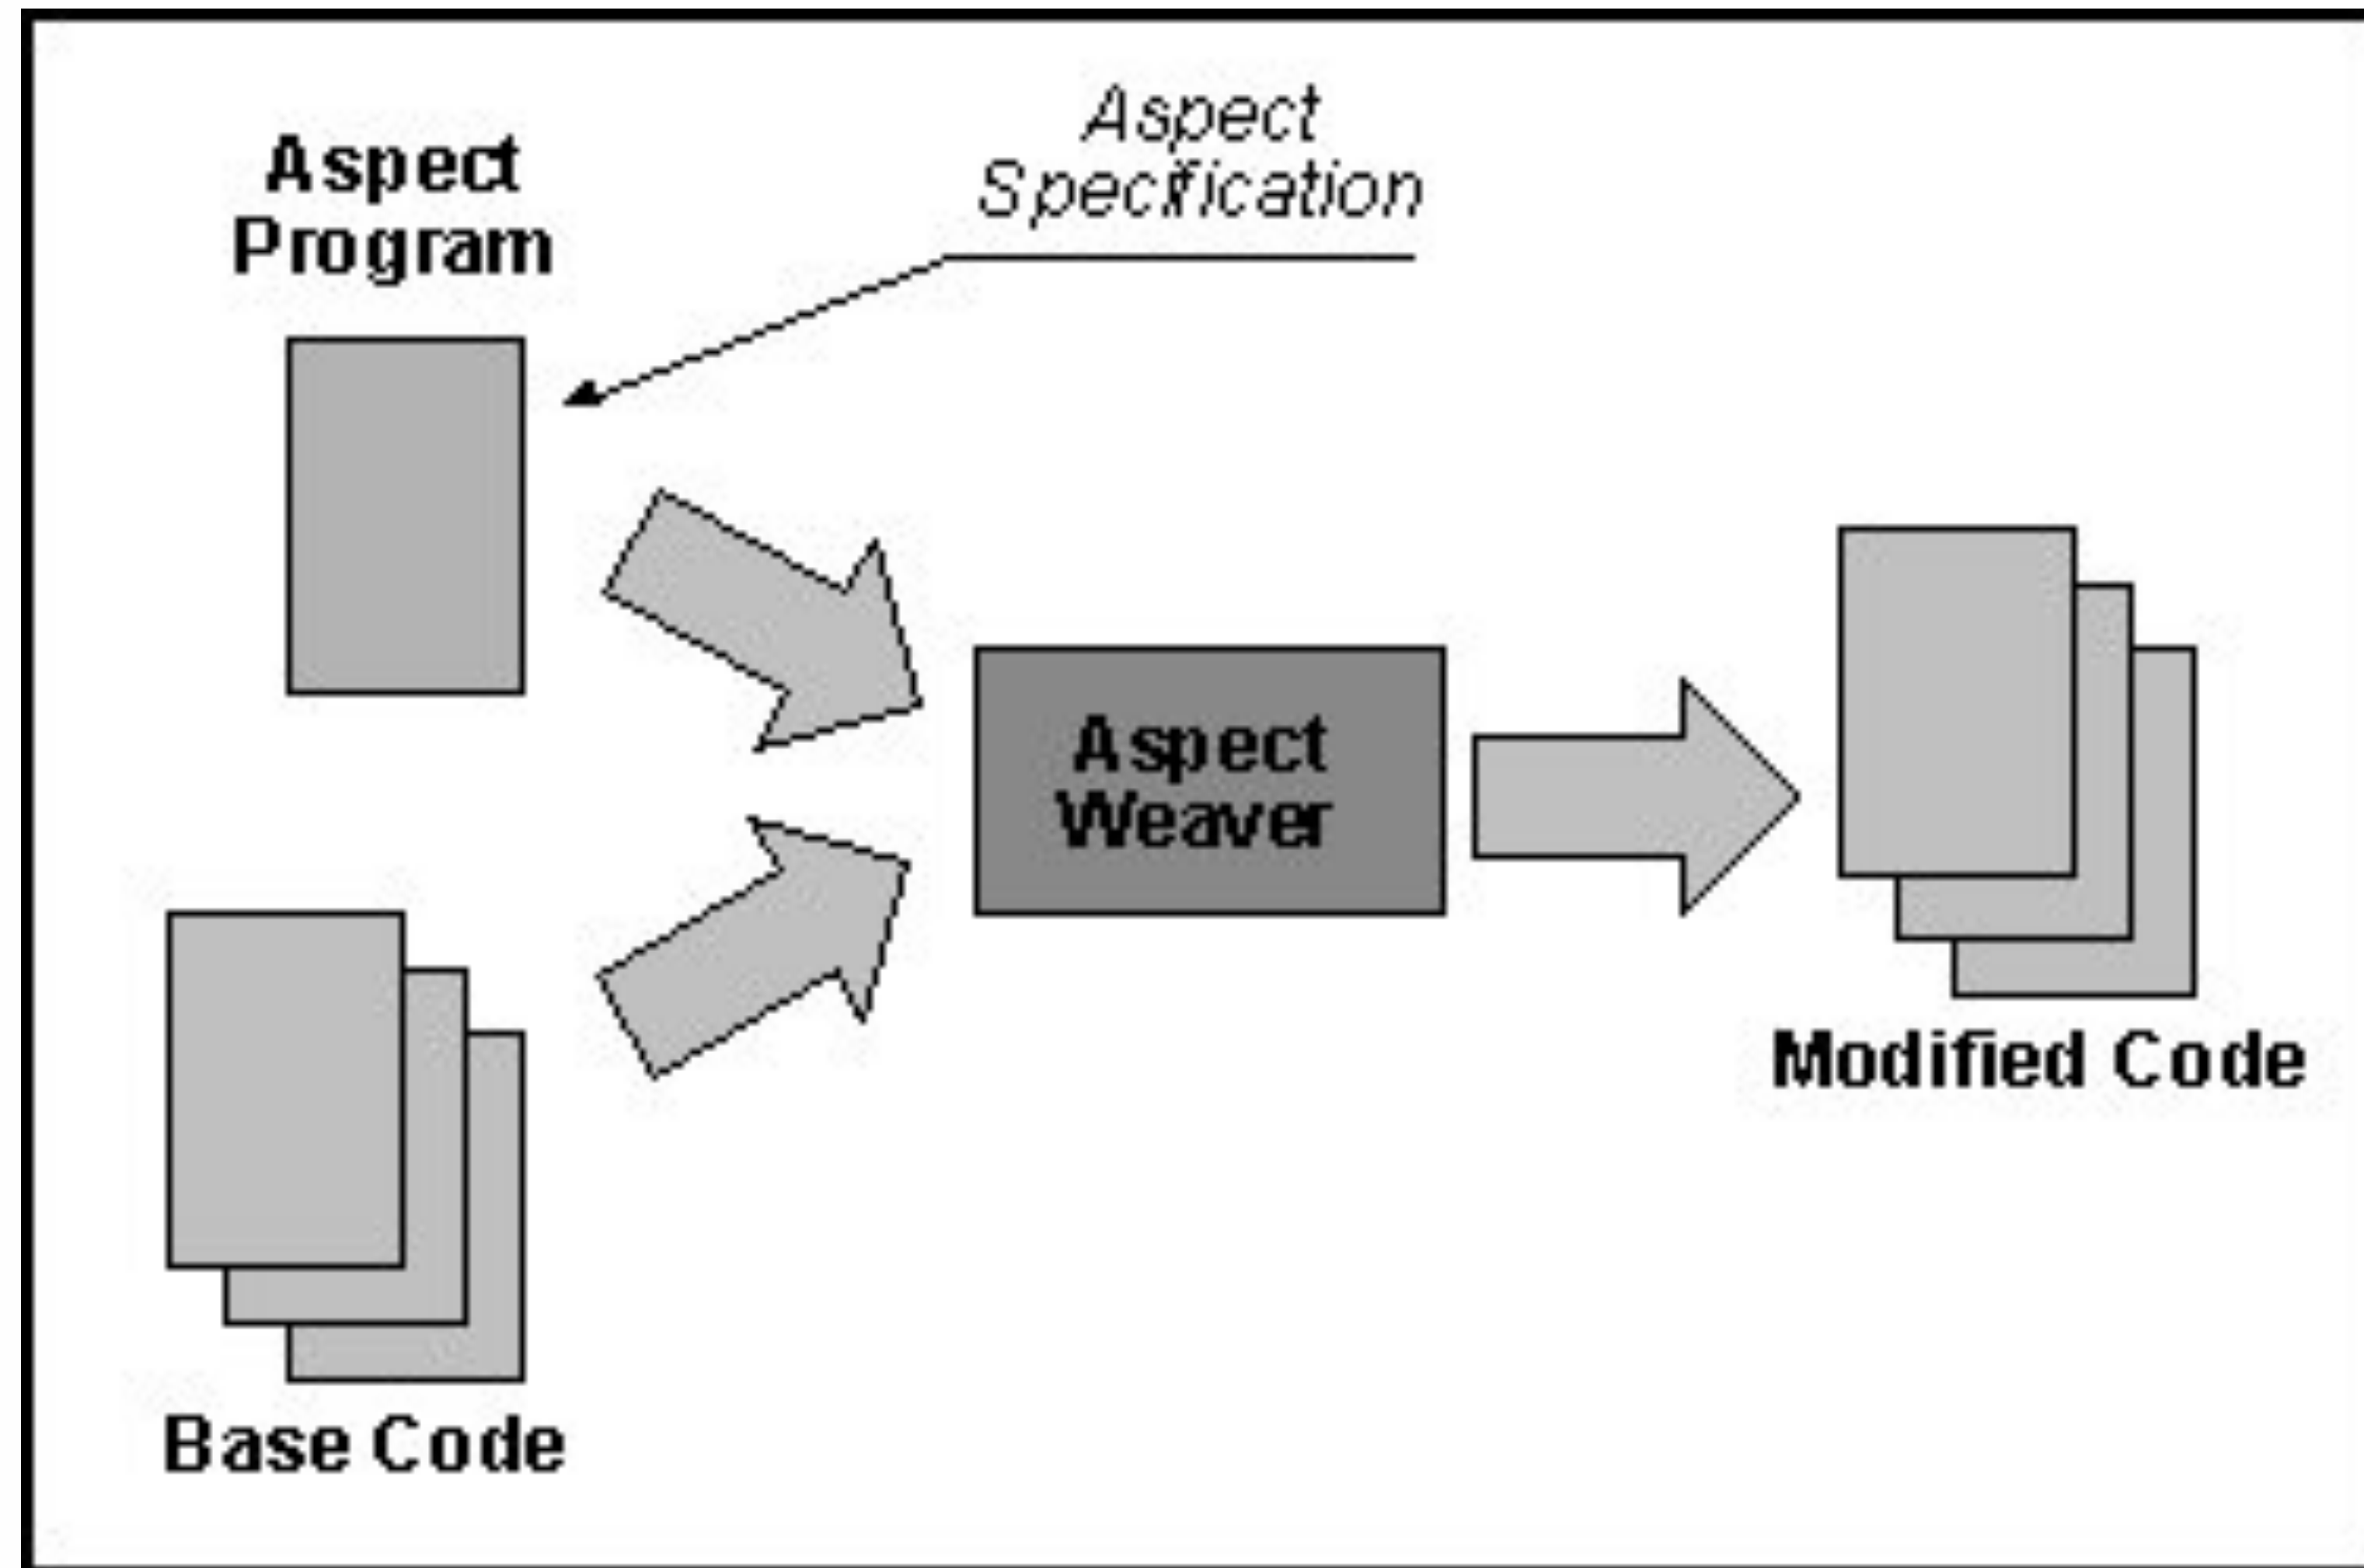 Aspect
Program
Aspect
Specification
Aspect
Weaver
Modified Code
Base Code